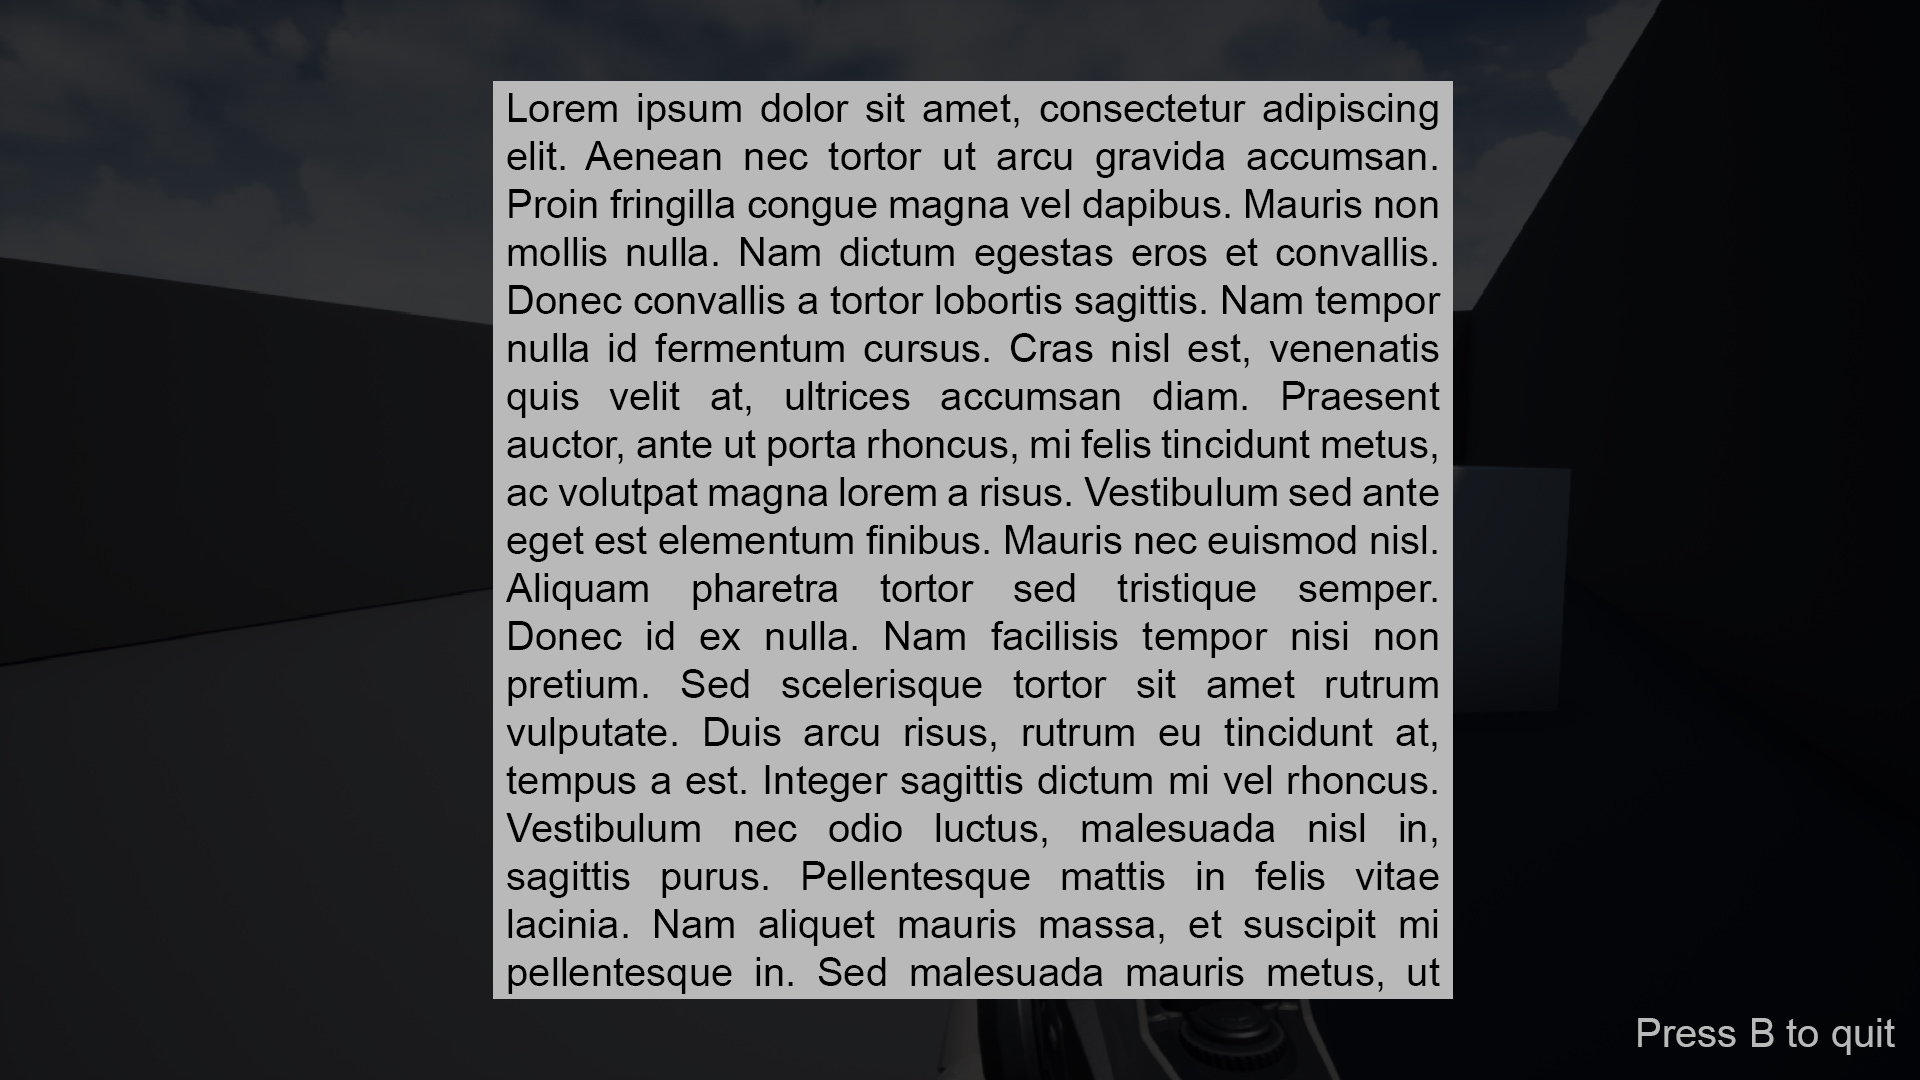 Lorem ipsum dolor sit amet, consectetur adipiscing
elit. Aenean nec tortor ut arcu gravida accumsan.
Proin fringilla congue magna vel dapibus. Mauris non
mollis nulla. Nam dictum egestas eros et convallis.
Donec convallis a tortor lobortis sagittis. Nam tempor
nulla id fermentum cursus. Cras nisl est, venenatis
quis velit at, ultrices accumsan diam. Praesent
auctor, ante ut porta rhoncus, mi felis tincidunt metus,
ac volutpat magna lorem a risus. Vestibulum sed ante
eget est elementum finibus. Mauris nec euismod nisl.
Aliquam pharetra tortor sed tristique semper.
Donec id ex nulla. Nam facilisis tempor nisi non
pretium. Sed scelerisque tortor sit amet rutrum
vulputate. Duis arcu risus, rutrum eu tincidunt at,
tempus a est. Integer sagittis dictum mi vel rhoncus.
Vestibulum nec odio luctus, malesuada nisl in,
sagittis purus. Pellentesque mattis in felis vitae
lacinia. Nam aliquet mauris massa, et suscipit mi
pellentesque in. Sed malesuada mauris metus, ut
Press B to quit